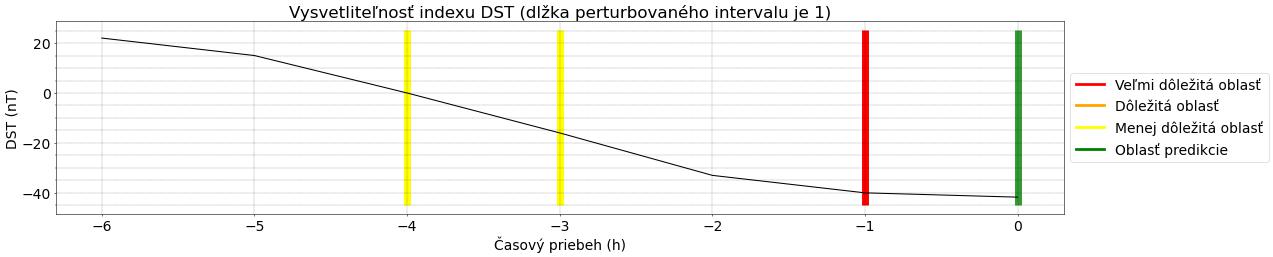 Vysvetliteľnosť indexu DST (dĺžka perturbovaného intervalu je 1)
20
0
−20
−40
DST (nT)
−6 −5 −4 −3 −2 −1 0
Časový priebeh (h)
Veľmi dôležitá oblasť
Dôležitá oblasť
Menej dôležitá oblasť
Oblasť predikcie